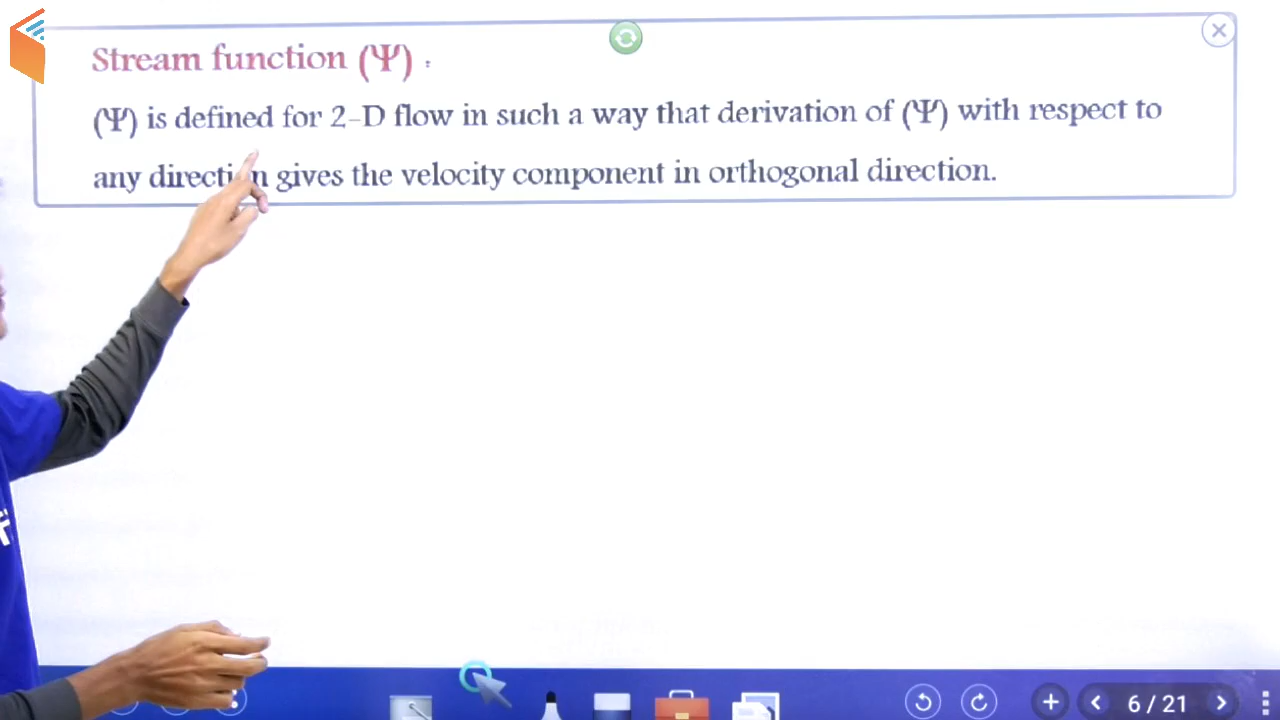 Stream function (Ψ) :
(Ψ) is defined for 2-D flow in such a way that derivation of (Ψ) with respect to
any direction gives the velocity component in orthogonal direction.
6 / 21